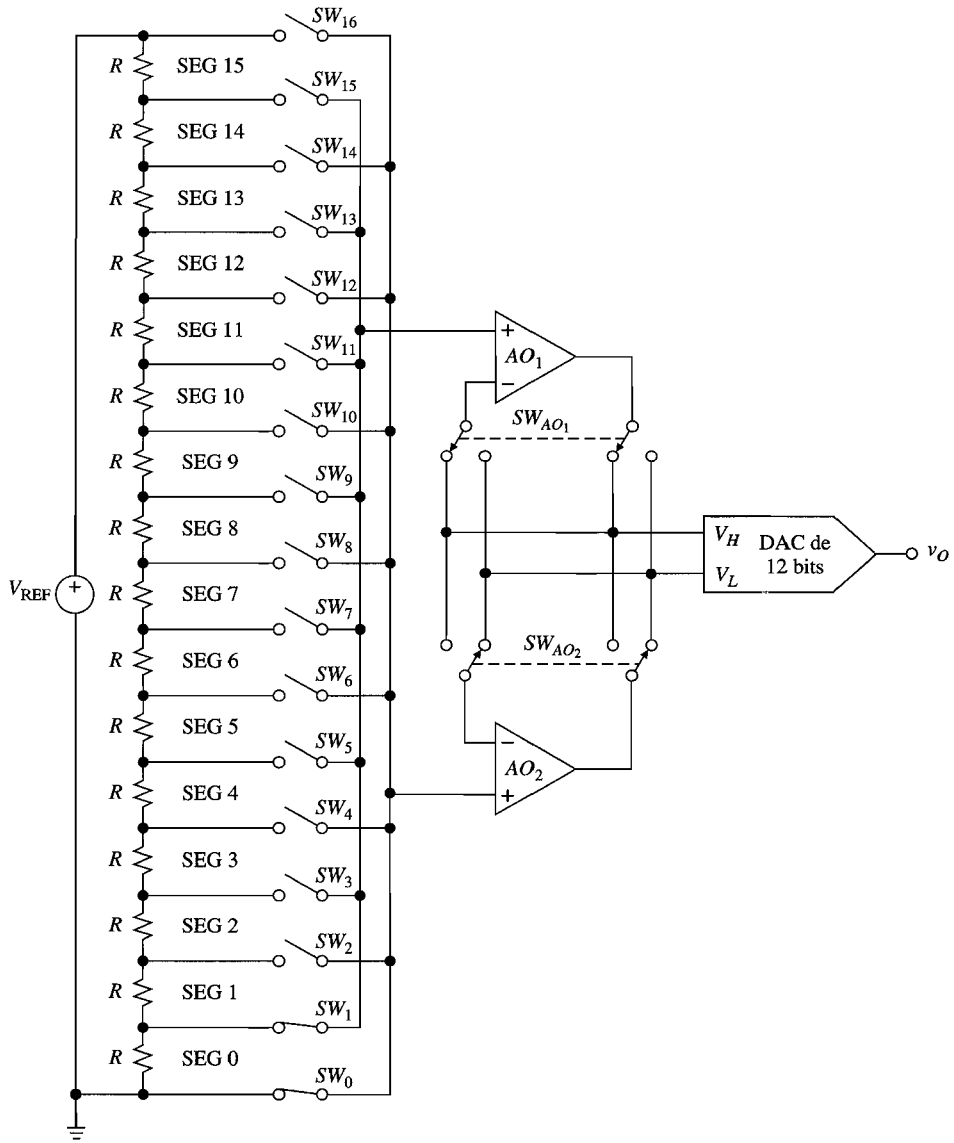 SW16
R SEG 15
SW15
R SEG 14
SW14
R SEG 13
SW13
R SEG 12
SW12
R SEG 11
SW11
R SEG 10
SW10
R SEG 9
SW9
R SEG 8
SW8
R SEG 7
SW7
R SEG 6
SW6
R SEG 5
SW5
R SEG 4
SW4
R SEG 3
SW3
R SEG 2
SW2
R SEG 1
SW1
R SEG 0
SW0
VREF
+
+
AO1
−
SWAO1
VH
VL
DAC de
12 bits
vO
SWAO2
−
AO2
+